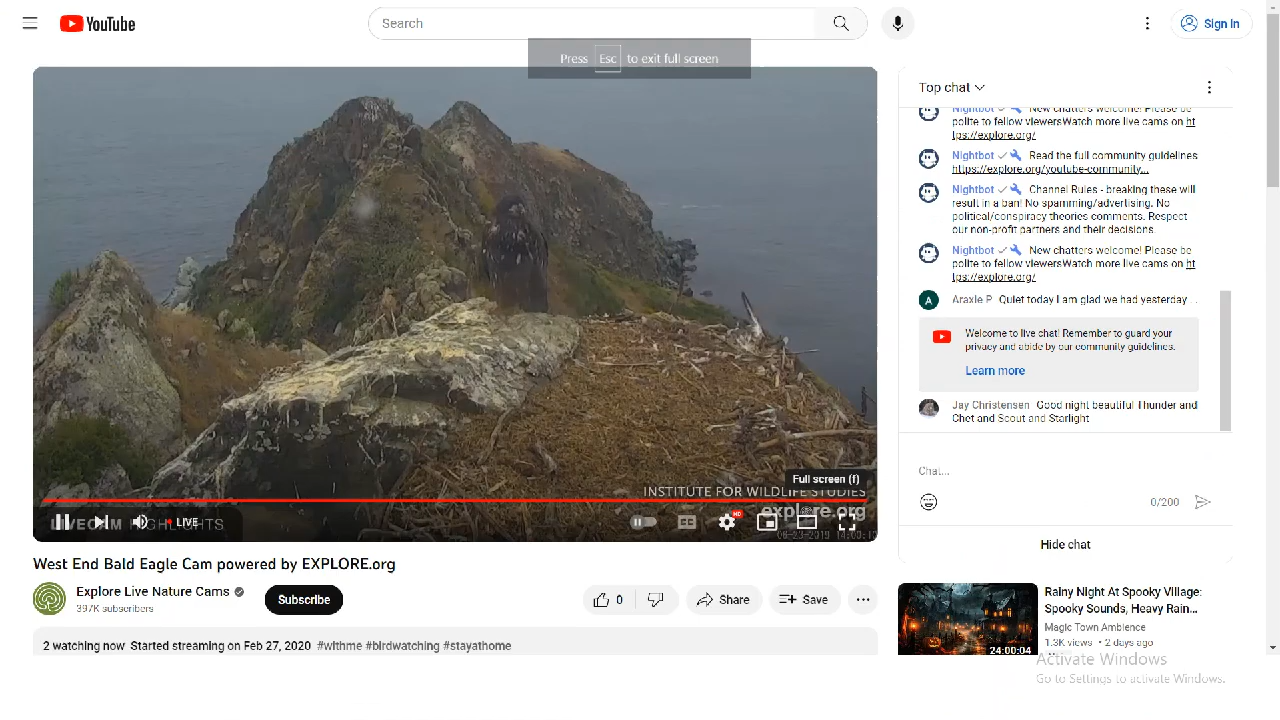 YouTube
Search
Sign in
Press Esc to exit full screen
Top chat
Nightbot New chatters welcome! Please be
polite to fellow viewersWatch more live cams on ht
tps://explore.org/
Nightbot Read the full community guidelines
https://explore.org/youtube-community...
Nightbot Channel Rules - breaking these will
result in a ban! No spamming/advertising. No
political/conspiracy theories comments. Respect
our non-profit partners and their decisions.
Nightbot New chatters welcome! Please be
polite to fellow viewersWatch more live cams on ht
tps://explore.org/
A Araxie P Quiet today I am glad we had yesterday ...
Welcome to live chat! Remember to guard your
privacy and abide by our community guidelines.
Learn more
Jay Christensen Good night beautiful Thunder and
Chet and Scout and Starlight
Chat...
0/200
Hide chat
Full screen (f)
INSTITUTE FOR WILDLIFE STUDIES
explore.org
LIVECAM HIGHLIGHTS
LIVE
CC
HD
West End Bald Eagle Cam powered by EXPLORE.org
Explore Live Nature Cams
397K subscribers
Subscribe
0
Share
Save
2 watching now Started streaming on Feb 27, 2020 #withme #birdwatching #stayathome
Rainy Night At Spooky Village:
Spooky Sounds, Heavy Rain...
Magic Town Ambience
1.3K views • 2 days ago
24:00:04
Activate Windows
Go to Settings to activate Windows.